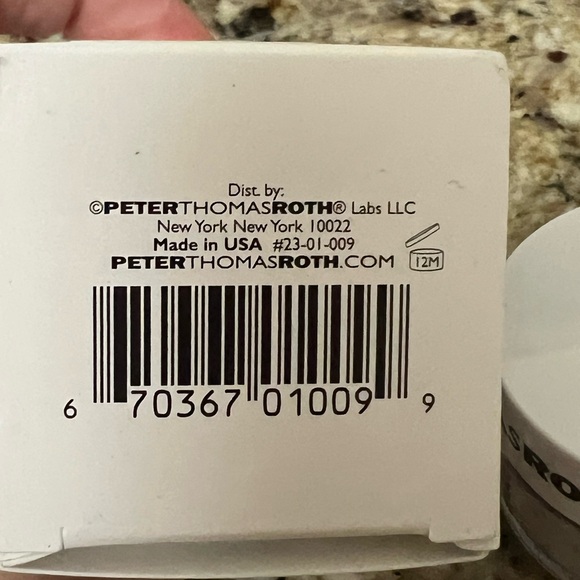 Dist. by:
©PETERTHOMASROTH® Labs LLC
New York New York 10022
Made in USA #23-01-009
PETERTHOMASROTH.COM 12M
6 70367 01009 9
ASRO